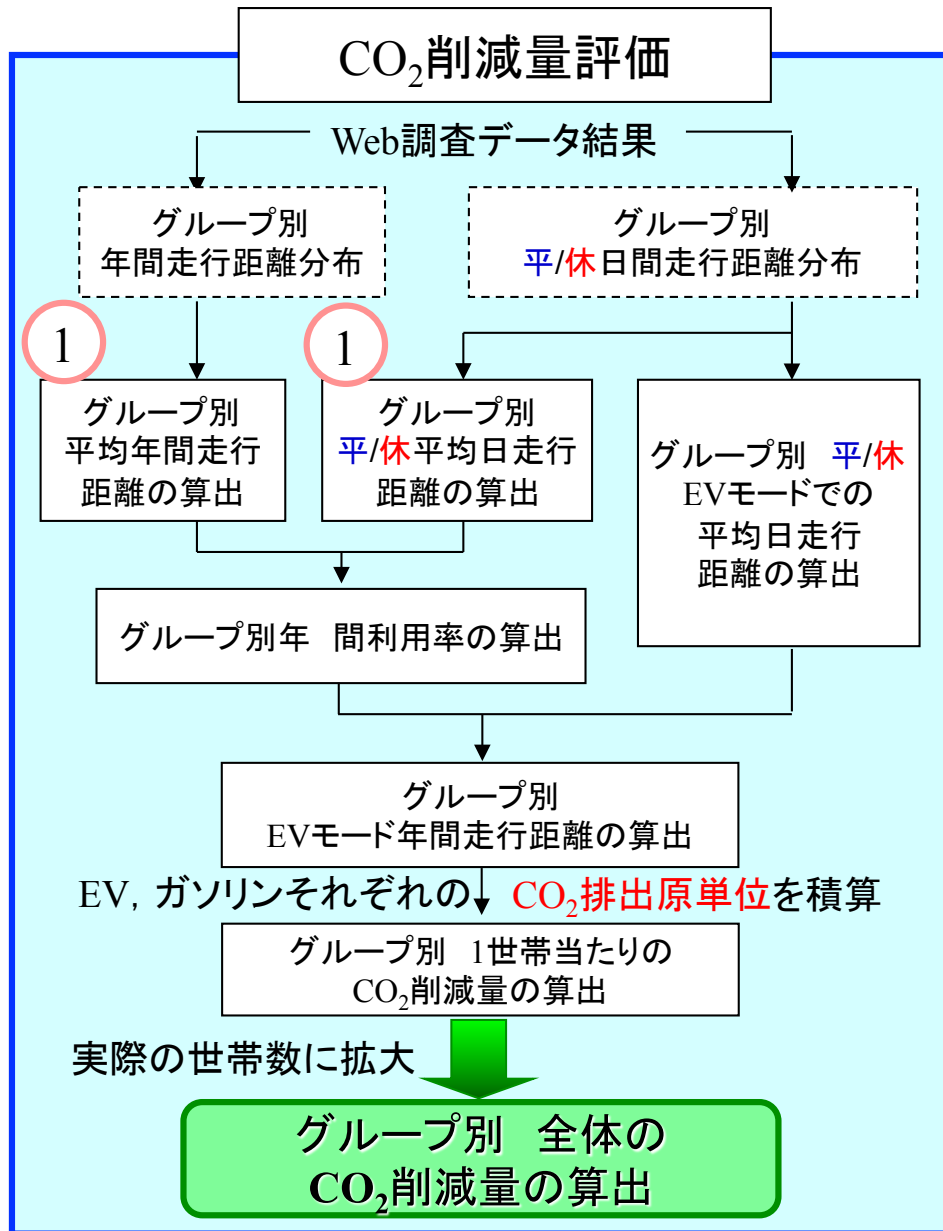 CO₂削減量評価
Web調査データ結果
グループ別
年間走行距離分布
グループ別
平/休日間走行距離分布
1
1
グループ別
平均年間走行
距離の算出
グループ別
平/休平均日走行
距離の算出
グループ別　平/休
EVモードでの
平均日走行
距離の算出
グループ別年　間利用率の算出
グループ別
EVモード年間走行距離の算出
EV, ガソリンそれぞれの　CO₂排出原単位を積算
グループ別　1世帯当たりの
CO₂削減量の算出
実際の世帯数に拡大
グループ別　全体の
CO₂削減量の算出